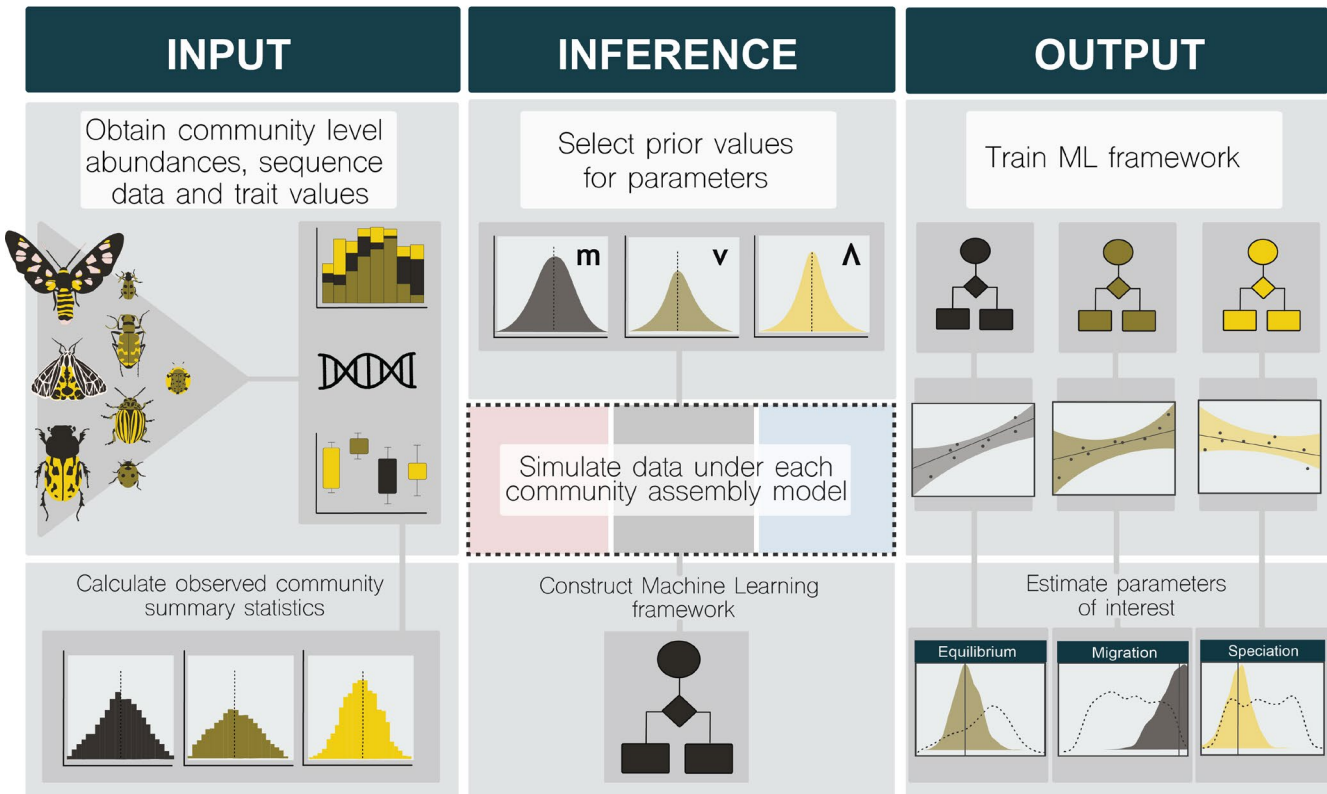 INPUT
Obtain community level
abundances, sequence
data and trait values
Calculate observed community
summary statistics
INFERENCE
Select prior values
for parameters
m
v
Λ
Simulate data under each
community assembly model
Construct Machine Learning
framework
OUTPUT
Train ML framework
Estimate parameters
of interest
Equilibrium
Migration
Speciation